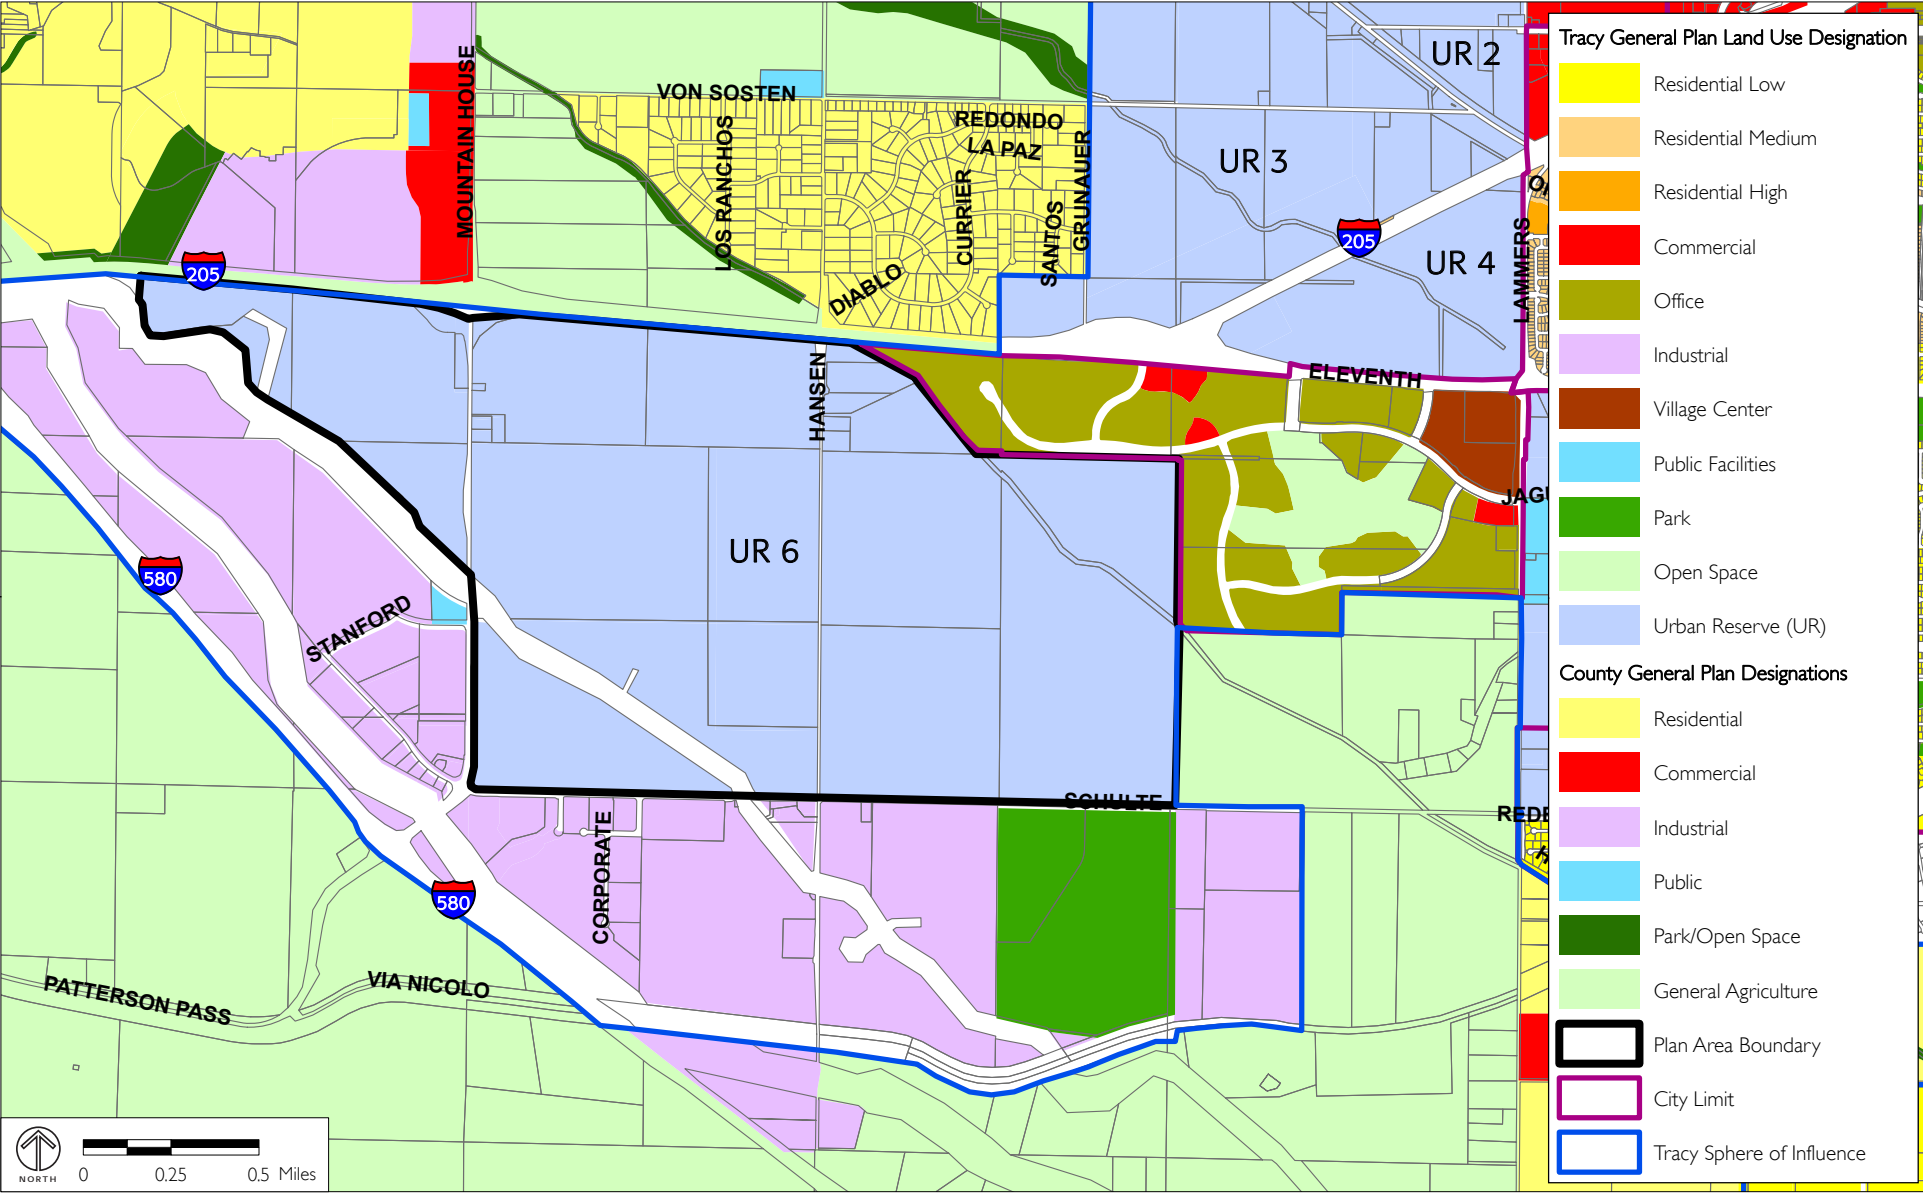 Tracy General Plan Land Use Designation
Residential Low
Residential Medium
Residential High
Commercial
Office
Industrial
Village Center
Public Facilities
Park
Open Space
Urban Reserve (UR)
County General Plan Designations
Residential
Commercial
Industrial
Public
Park/Open Space
General Agriculture
Plan Area Boundary
City Limit
Tracy Sphere of Influence
UR 2
MOUNTAIN HOUSE
VON SOSTEN
REDONDO
LA PAZ
LOS RANCHOS
CURRIER
SANTOS
GRUNAUER
UR 3
205
205
UR 4
LAMMERS
DIABLO
HANSEN
ELEVENTH
JAGU
UR 6
580
STANFORD
SCHULTE
REDE
CORPORATE
580
PATTERSON PASS
VIA NICOLO
NORTH
0 0.25 0.5 Miles